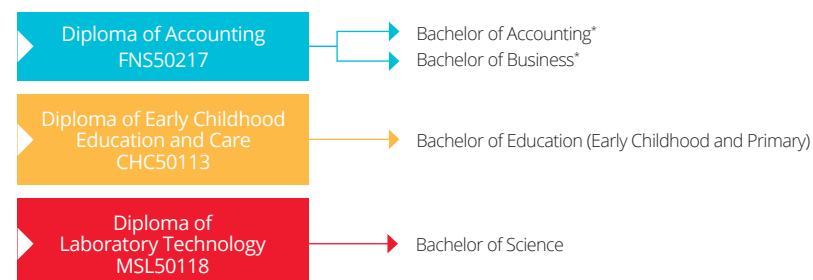 Diploma of Accounting
FNS50217
Bachelor of Accounting*
Bachelor of Business*
Diploma of Early Childhood
Education and Care
CHC50113
Bachelor of Education (Early Childhood and Primary)
Diploma of
Laboratory Technology
MSL50118
Bachelor of Science